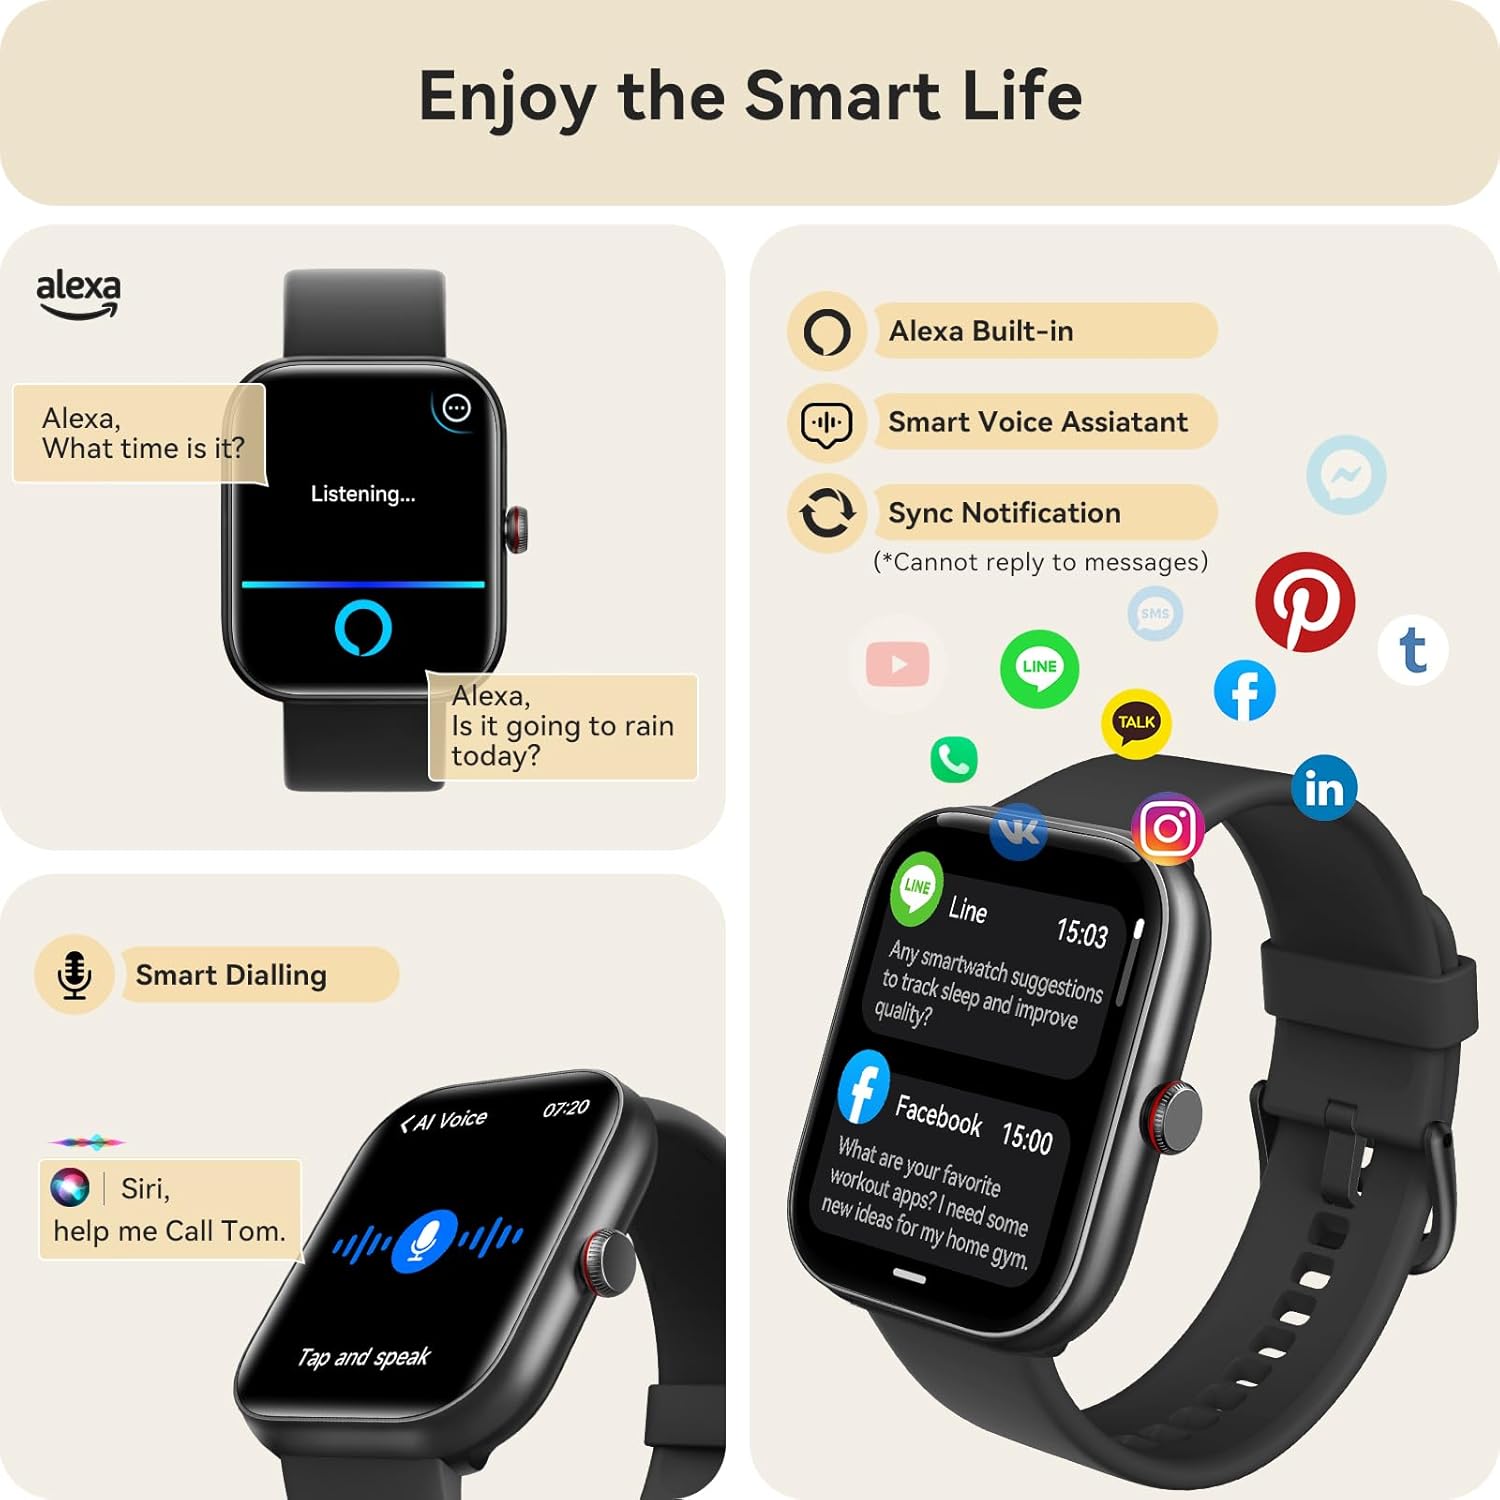 Enjoy the Smart Life
alexa
Alexa,
What time is it?
Listening...
Alexa,
Is it going to rain
today?
Smart Dialling
Siri,
help me Call Tom.
AI Voice
07:20
Tap and speak
Alexa Built-in
Smart Voice Assiatant
Sync Notification
(*Cannot reply to messages)
SMS
LINE
t
f
TALK
in
VK
LINE
Line
15:03
Any smartwatch suggestions
to track sleep and improve
quality?
f
Facebook
15:00
What are your favorite
workout apps? I need some
new ideas for my home gym.